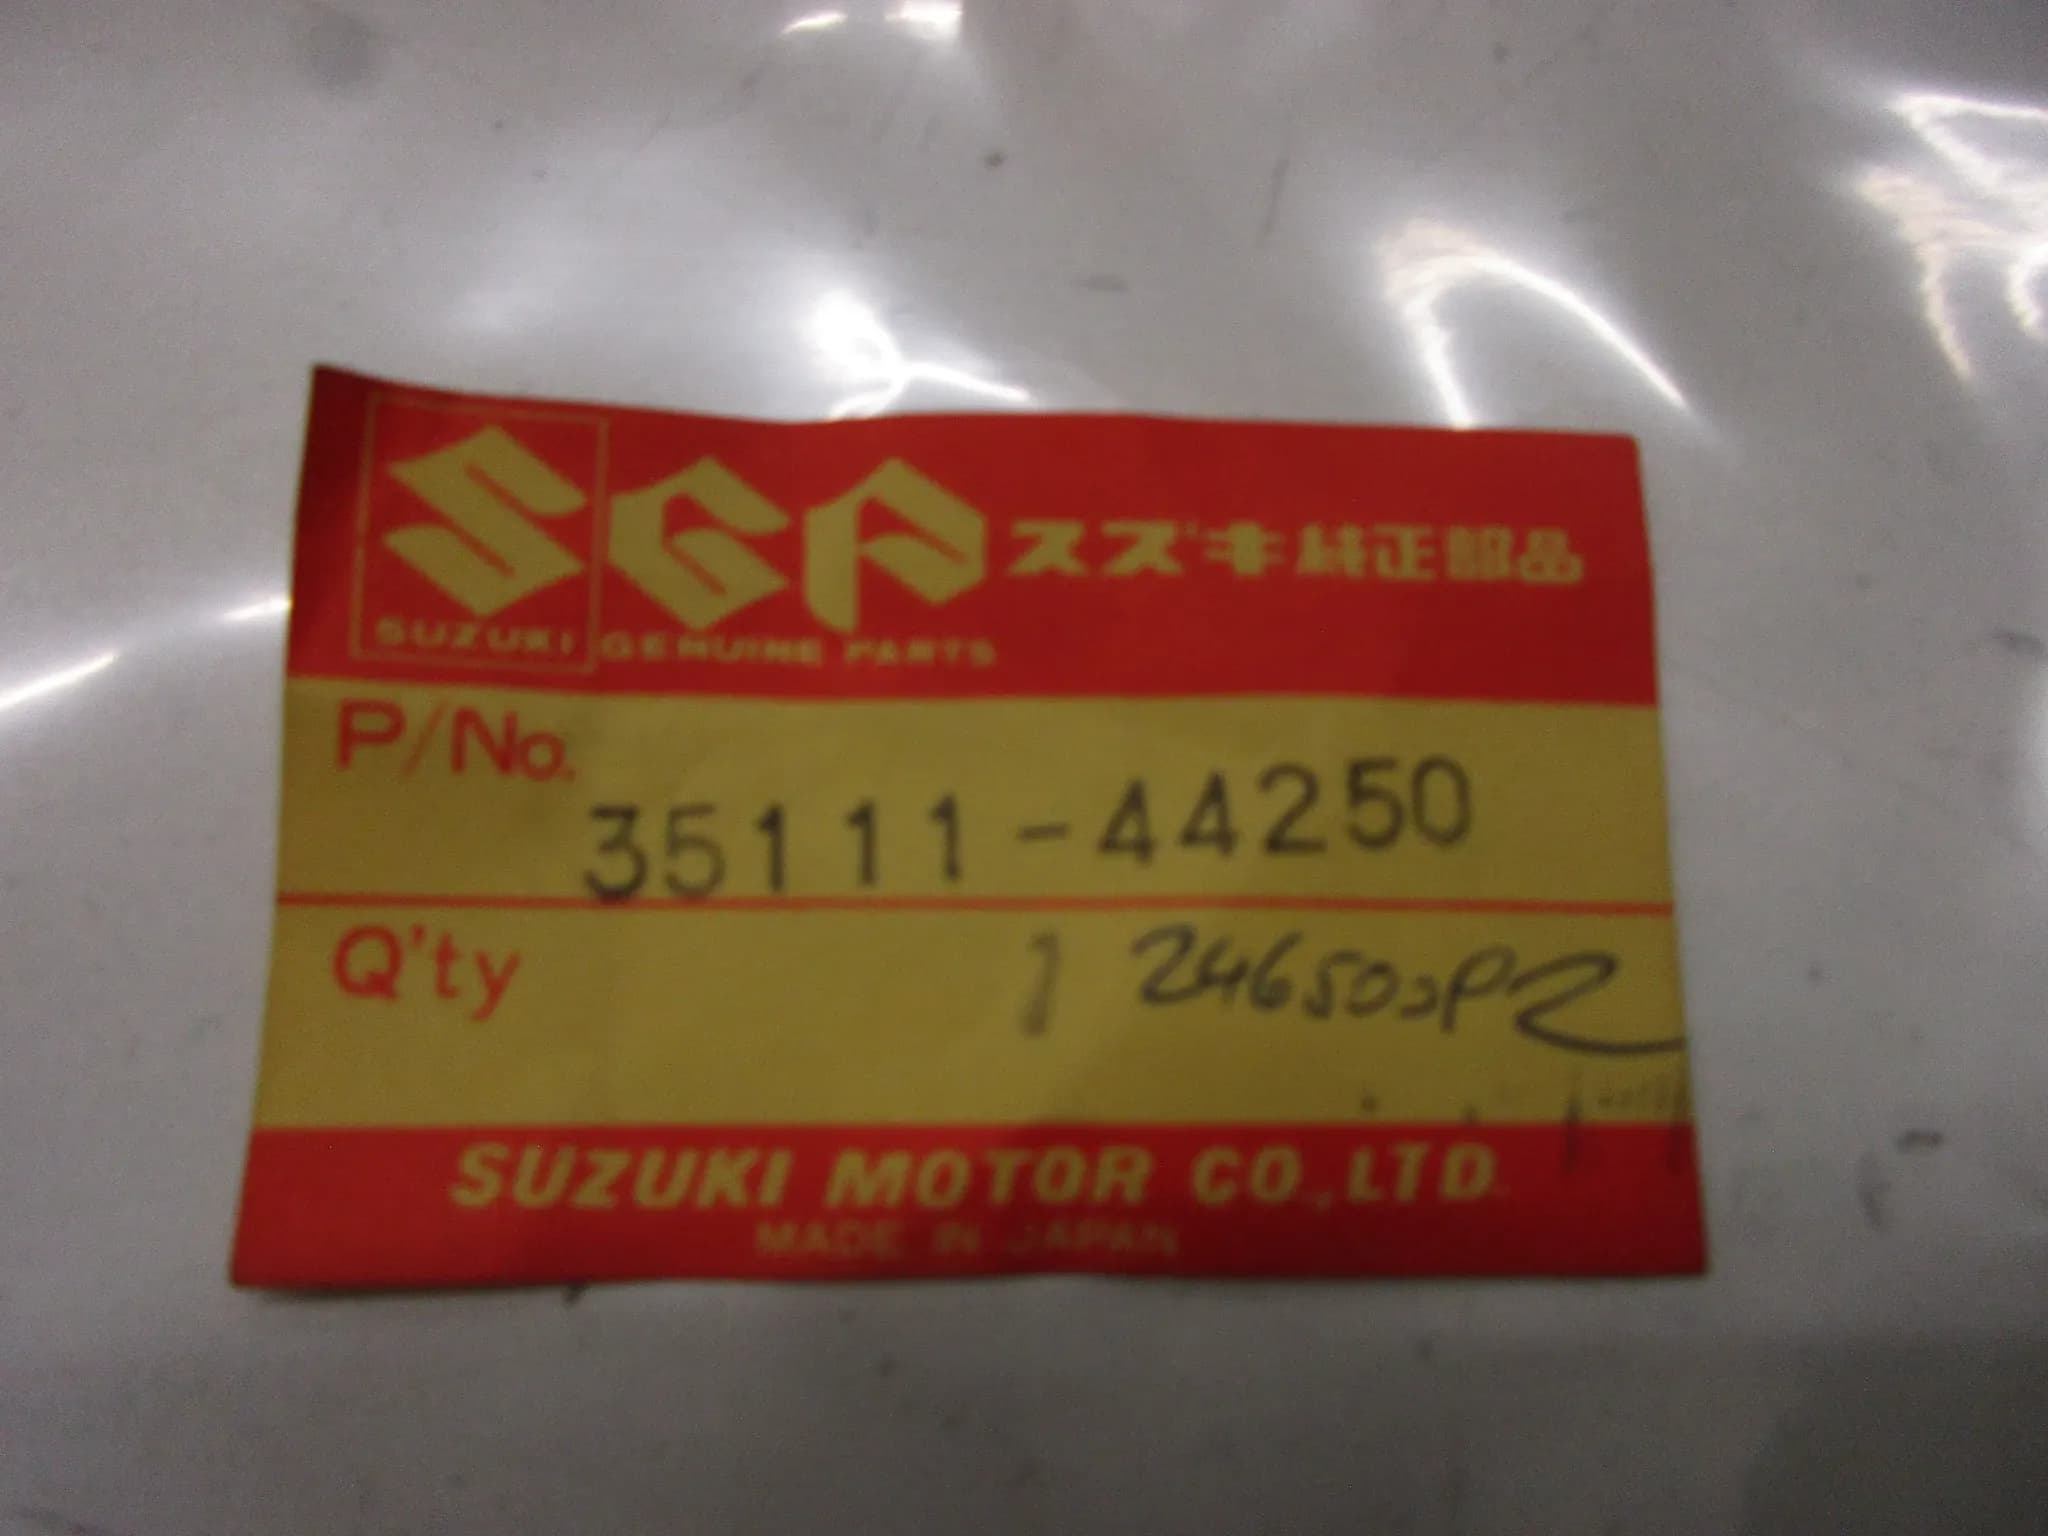 SGP スズキ純正部品
SUZUKI GENUINE PARTS
P/No.
35111-44250
Q'ty 1
SUZUKI MOTOR CO., LTD.
MADE IN JAPAN